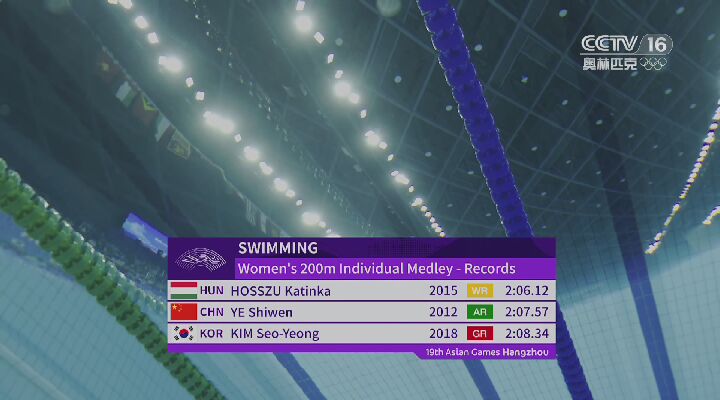 CCTV 16
奥林匹克
SWIMMING
Women's 200m Individual Medley - Records
HUN HOSSZU Katinka 2015 WR 2:06.12
CHN YE Shiwen 2012 AR 2:07.57
KOR KIM Seo-Yeong 2018 GR 2:08.34
19th Asian Games Hangzhou